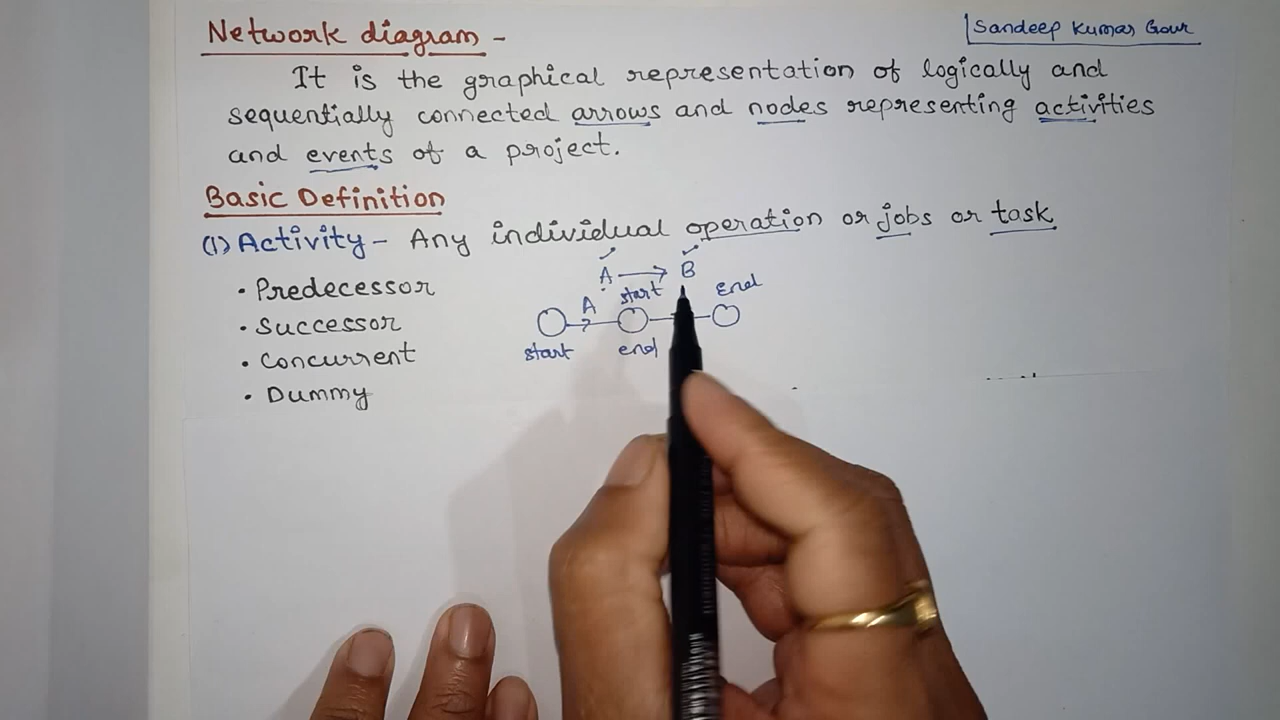 Network diagram -
Sandeep Kumar Gour
It is the graphical representation of logically and
sequentially connected arrows and nodes representing activities
and events of a project.
Basic Definition
(1) Activity - Any individual operation or jobs or task
• Predecessor
• Successor
• Concurrent
• Dummy
A → B
A start End
start end